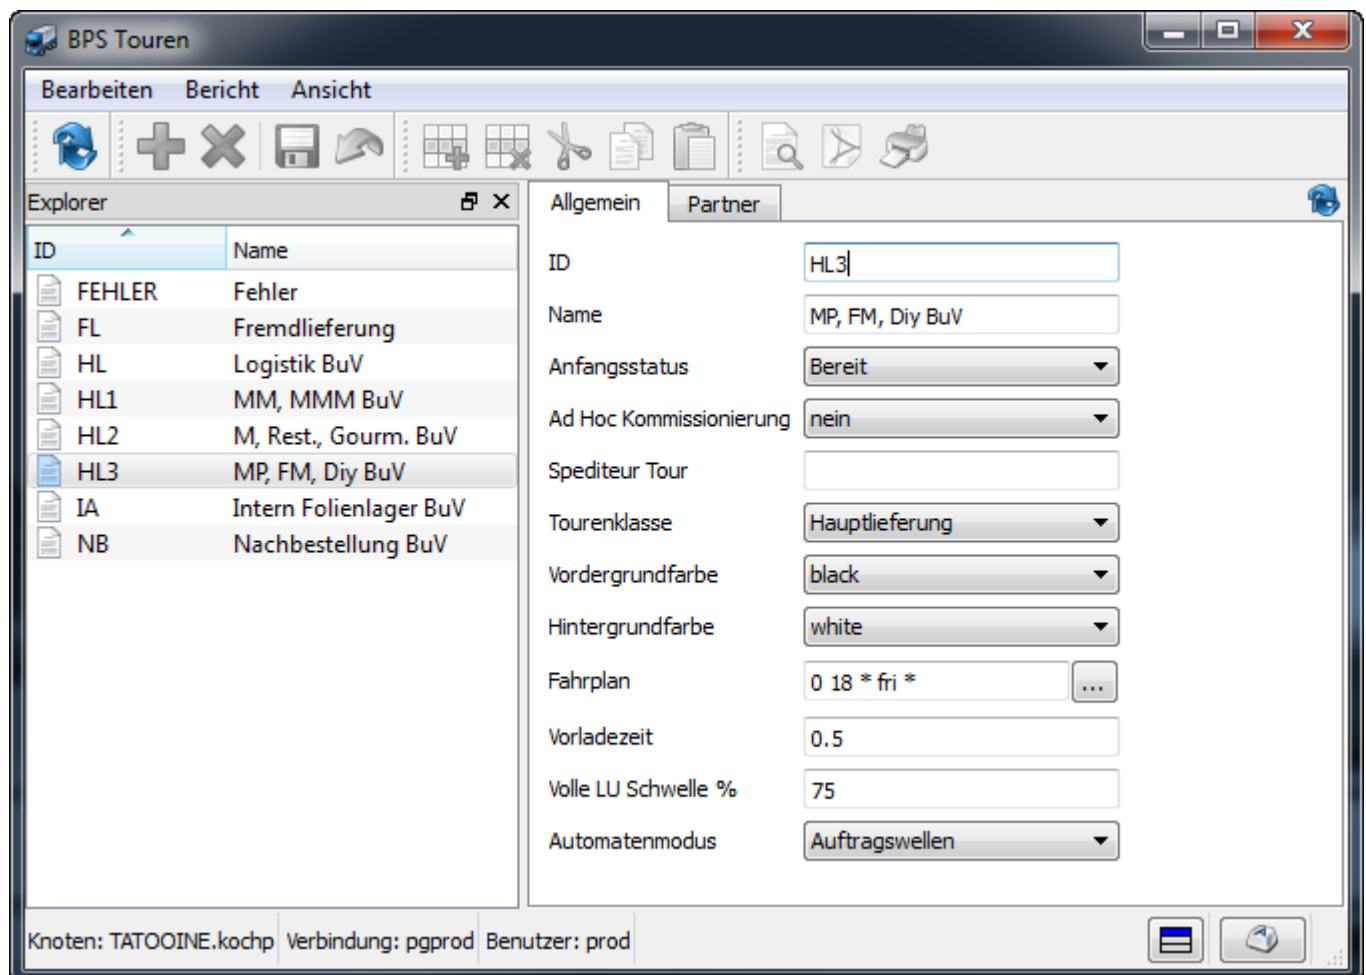 BPS Touren
Bearbeiten Bericht Ansicht
Explorer
ID Name
FEHLER Fehler
FL Fremdlieferung
HL Logistik BuV
HL1 MM, MMM BuV
HL2 M, Rest., Gourm. BuV
HL3 MP, FM, Diy BuV
IA Intern Folienlager BuV
NB Nachbestellung BuV
Allgemein Partner
ID HL3
Name MP, FM, Diy BuV
Anfangsstatus Bereit
Ad Hoc Kommissionierung nein
Spediteur Tour
Tourenklasse Hauptlieferung
Vordergrundfarbe black
Hintergrundfarbe white
Fahrplan 0 18 * fri * ...
Vorladezeit 0.5
Volle LU Schwelle % 75
Automatenmodus Auftragswellen
Knoten: TATOOINE.kochp Verbindung: pgprod Benutzer: prod